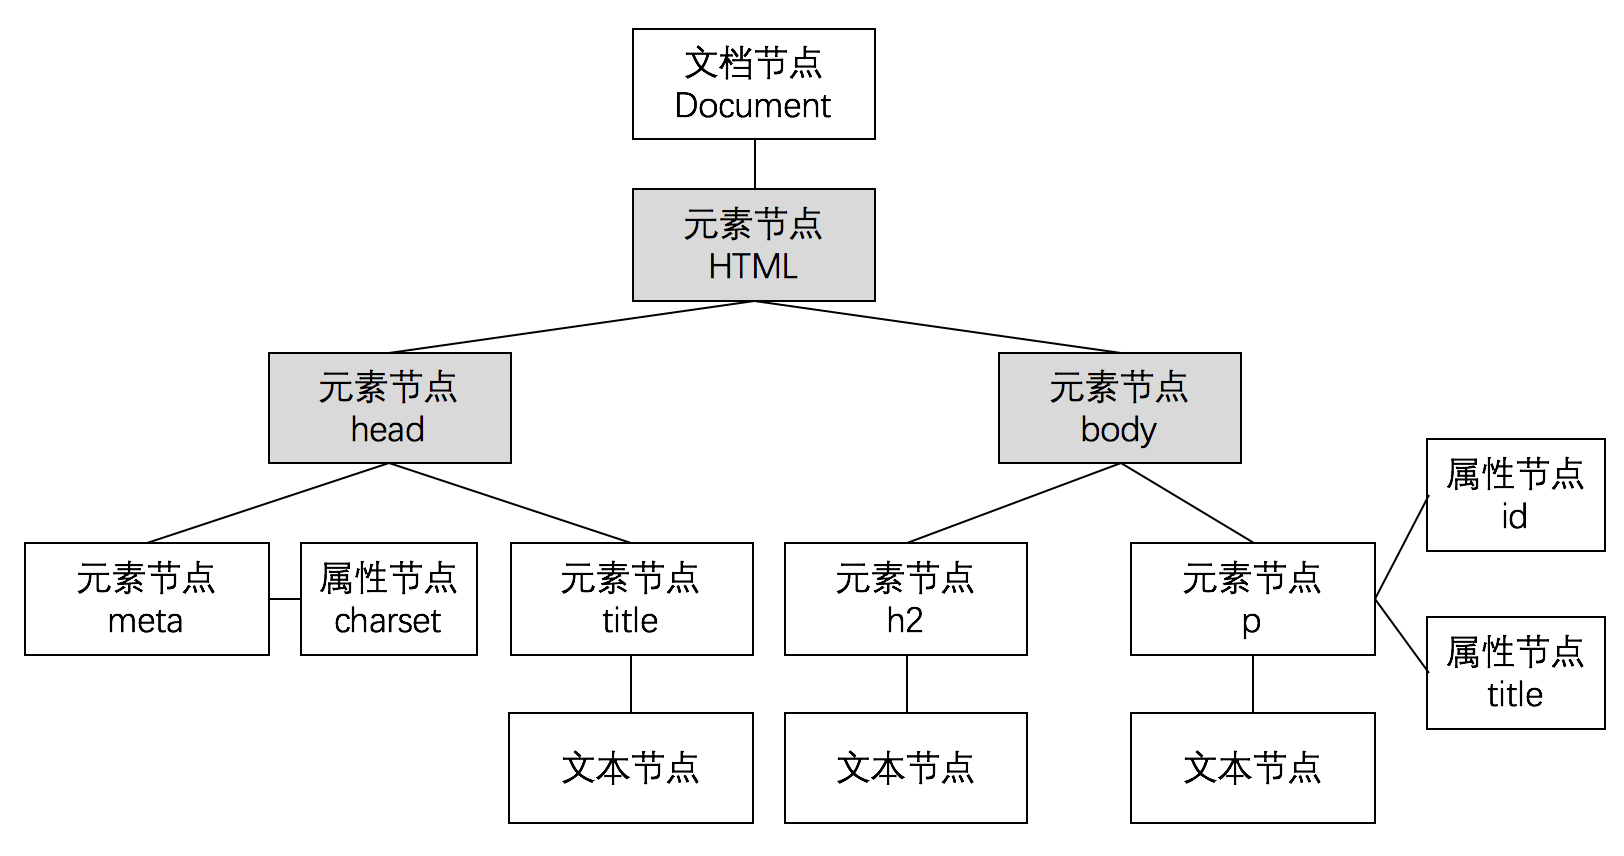 文档节点
Document
元素节点
HTML
元素节点
head
元素节点
body
属性节点
id
元素节点
meta
属性节点
charset
元素节点
title
元素节点
h2
元素节点
p
属性节点
title
文本节点
文本节点
文本节点